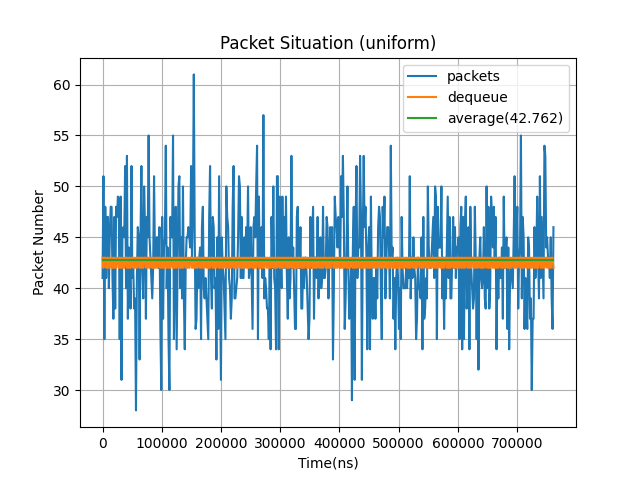 Packet Situation (uniform)
packets
dequeue
average(42.762)
60
55
50
45
40
35
30
Packet Number
0 100000 200000 300000 400000 500000 600000 700000
Time(ns)